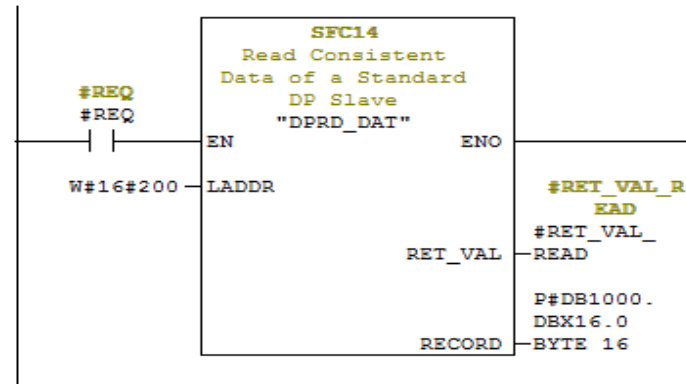 SFC14
Read Consistent
Data of a Standard
DP Slave
"DPRD_DAT"
#REQ
#REQ
EN
ENO
W#16#200
LADDR
#RET_VAL_R
EAD
#RET_VAL_
RET_VAL
READ
P#DB1000.
DBX16.0
RECORD
BYTE 16